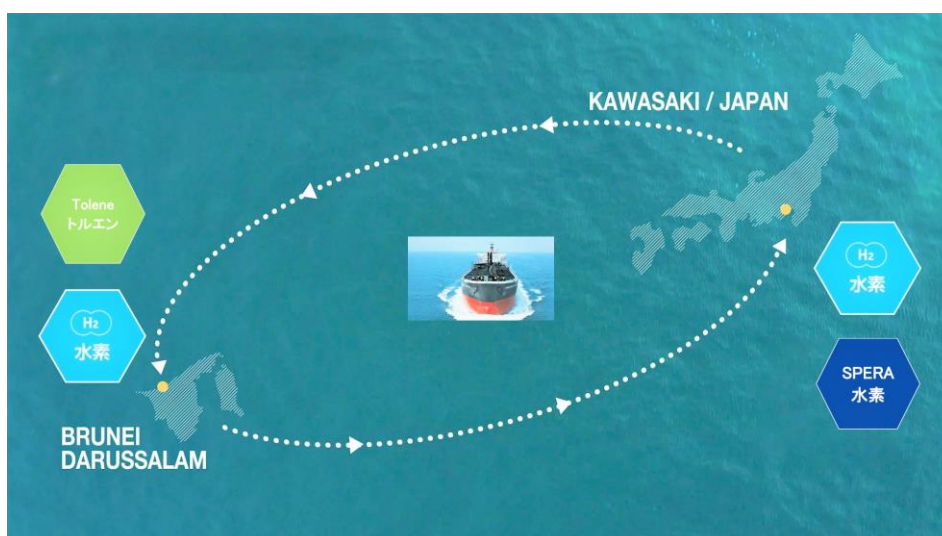 KAWASAKI / JAPAN
Tolene
トルエン
H2
水素
H2
水素
SPERA
水素
BRUNEI
DARUSSALAM